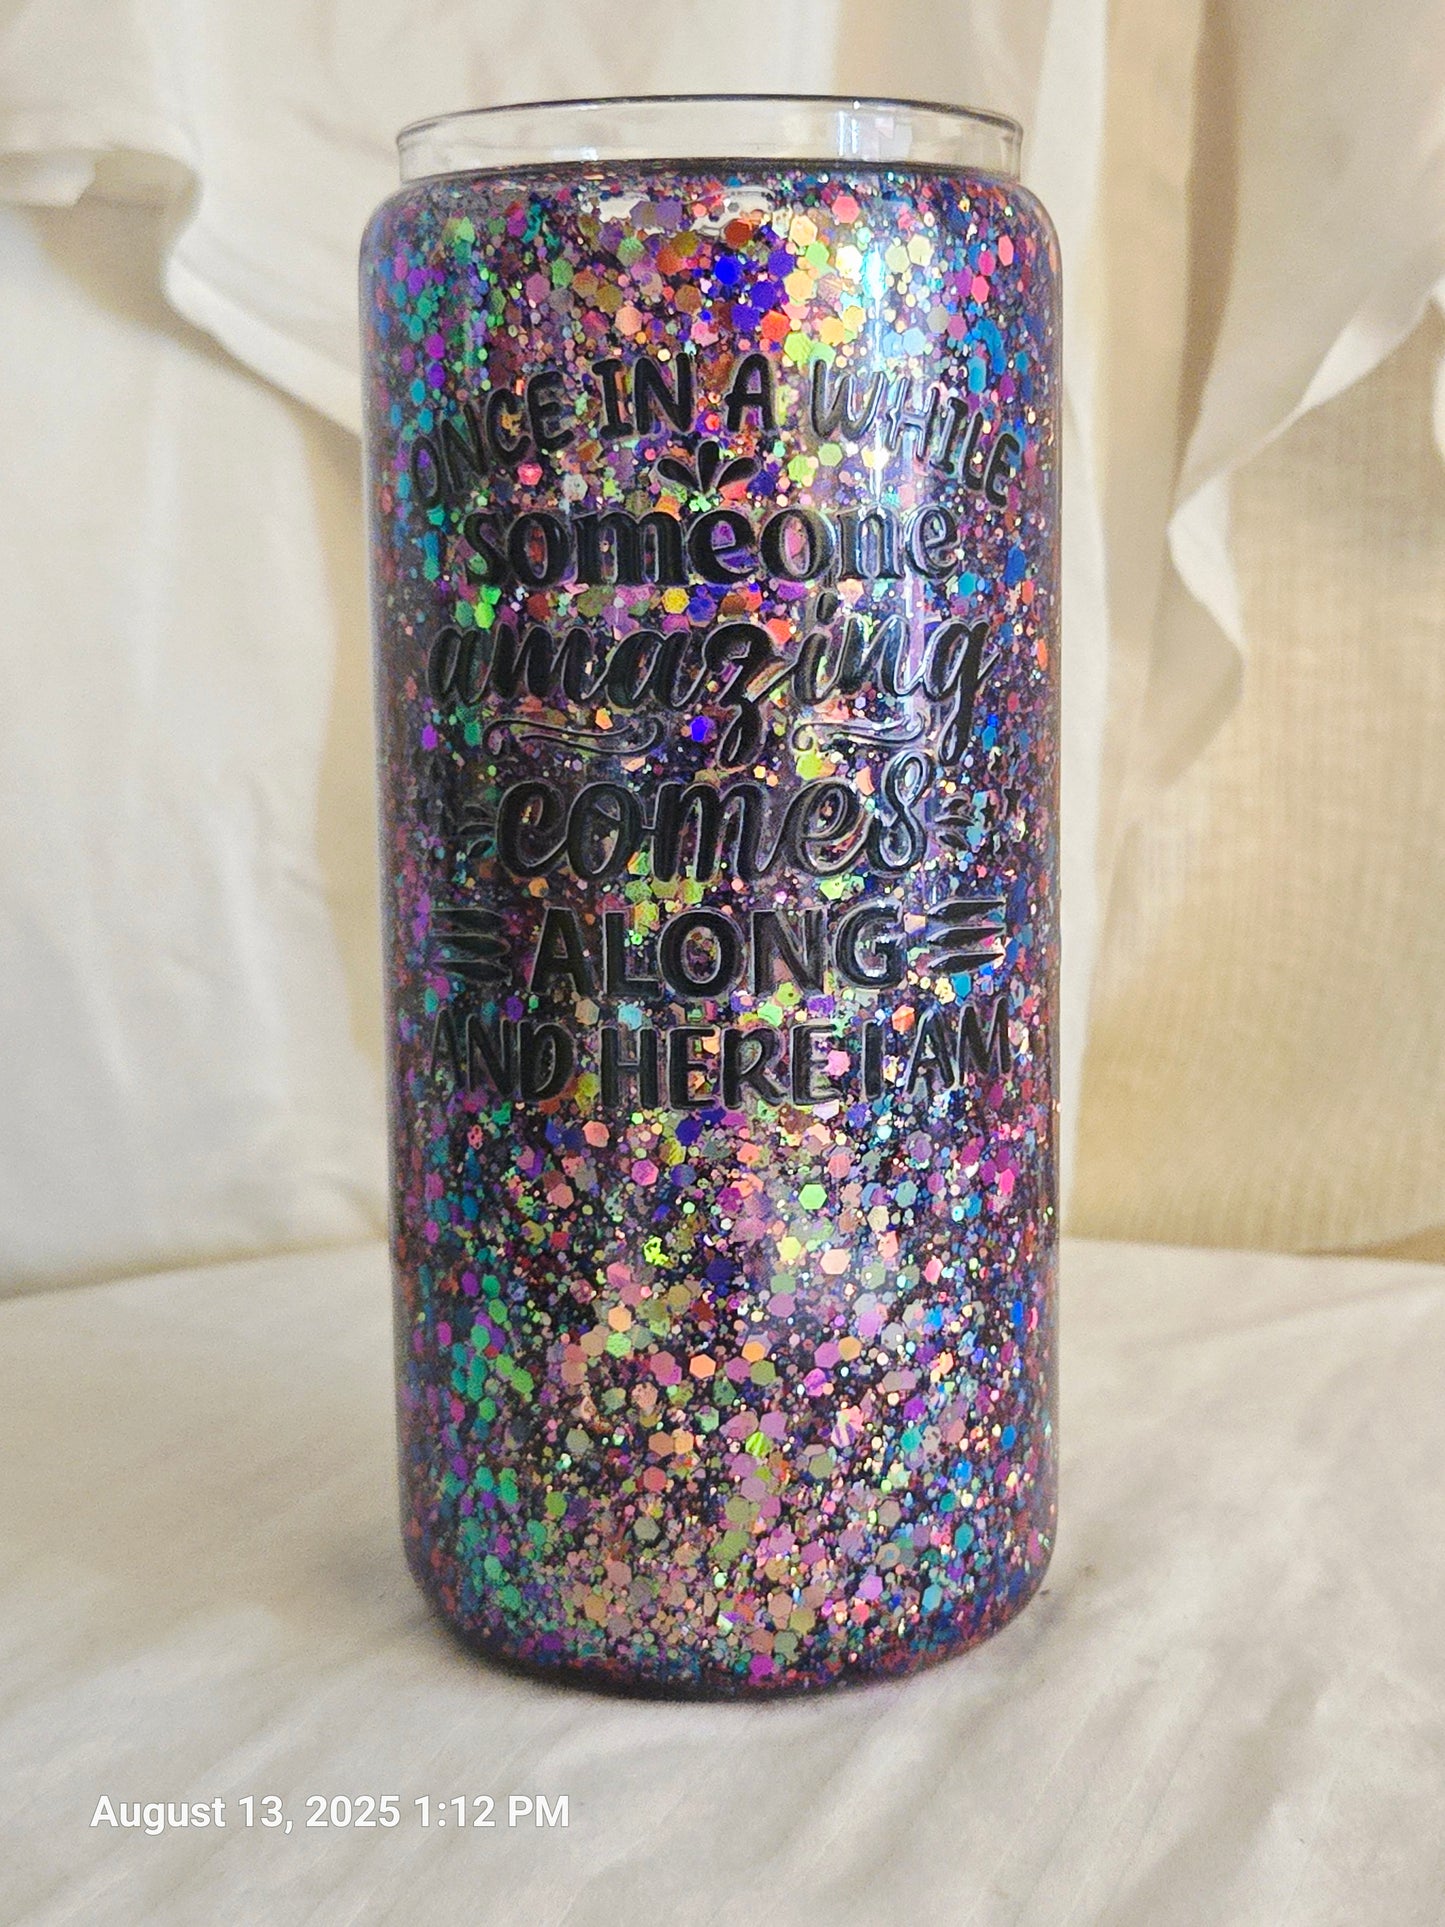 ONCE IN A WHILE
someone
amazing
comes
ALONG
AND HERE I AM
August 13, 2025 1:12 PM